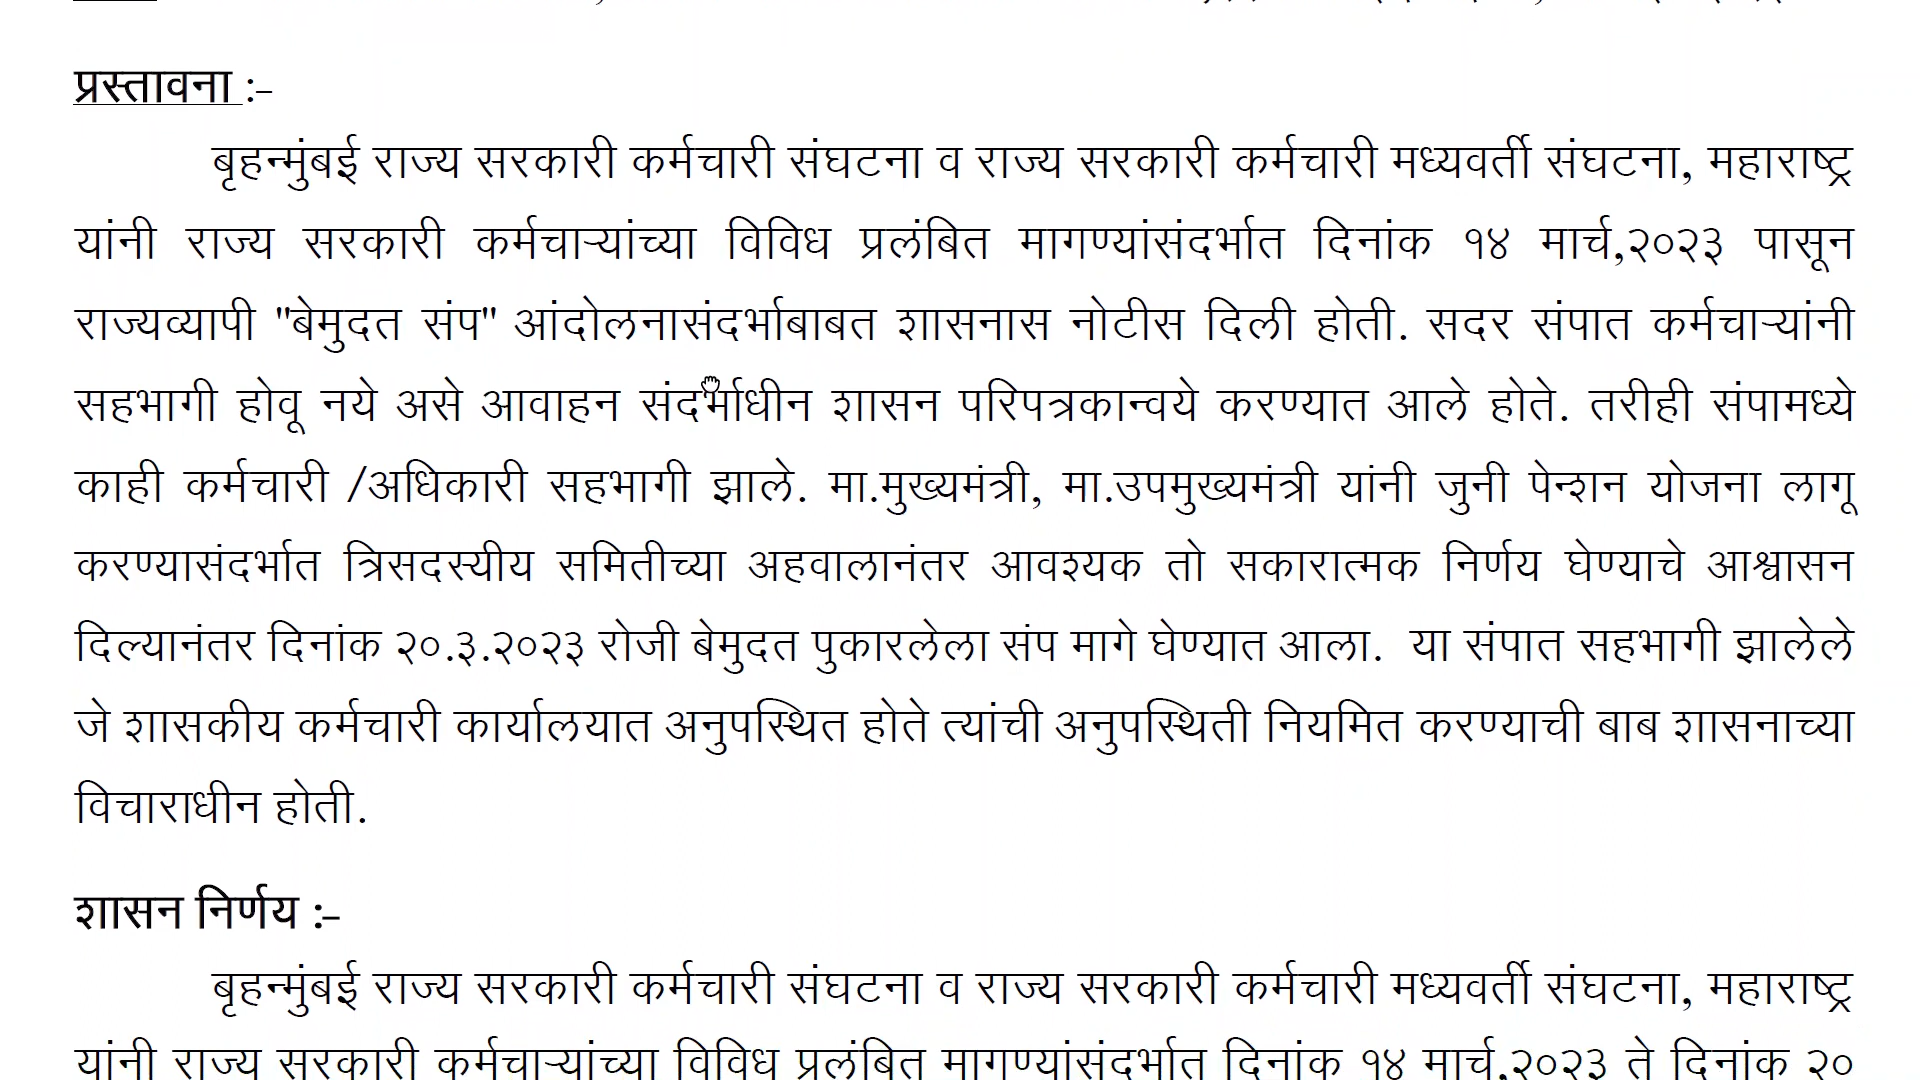 प्रस्तावना :-
बृहन्मुंबई राज्य सरकारी कर्मचारी संघटना व राज्य सरकारी कर्मचारी मध्यवर्ती संघटना, महाराष्ट्र
यांनी राज्य सरकारी कर्मचाऱ्यांच्या विविध प्रलंबित मागण्यांसंदर्भात दिनांक १४ मार्च,२०२३ पासून
राज्यव्यापी "बेमुदत संप" आंदोलनासंदर्भाबाबत शासनास नोटीस दिली होती. सदर संपात कर्मचाऱ्यांनी
सहभागी होवू नये असे आवाहन संदर्भाधीन शासन परिपत्रकान्वये करण्यात आले होते. तरीही संपामध्ये
काही कर्मचारी /अधिकारी सहभागी झाले. मा.मुख्यमंत्री, मा.उपमुख्यमंत्री यांनी जुनी पेन्शन योजना लागू
करण्यासंदर्भात त्रिसदस्यीय समितीच्या अहवालानंतर आवश्यक तो सकारात्मक निर्णय घेण्याचे आश्वासन
दिल्यानंतर दिनांक २०.३.२०२३ रोजी बेमुदत पुकारलेला संप मागे घेण्यात आला. या संपात सहभागी झालेले
जे शासकीय कर्मचारी कार्यालयात अनुपस्थित होते त्यांची अनुपस्थिती नियमित करण्याची बाब शासनाच्या
विचाराधीन होती.
शासन निर्णय :-
बृहन्मुंबई राज्य सरकारी कर्मचारी संघटना व राज्य सरकारी कर्मचारी मध्यवर्ती संघटना, महाराष्ट्र
यांनी राज्य सरकारी कर्मचाऱ्यांच्या विविध प्रलंबित मागण्यांसंदर्भात दिनांक १४ मार्च,२०२३ ते दिनांक २०